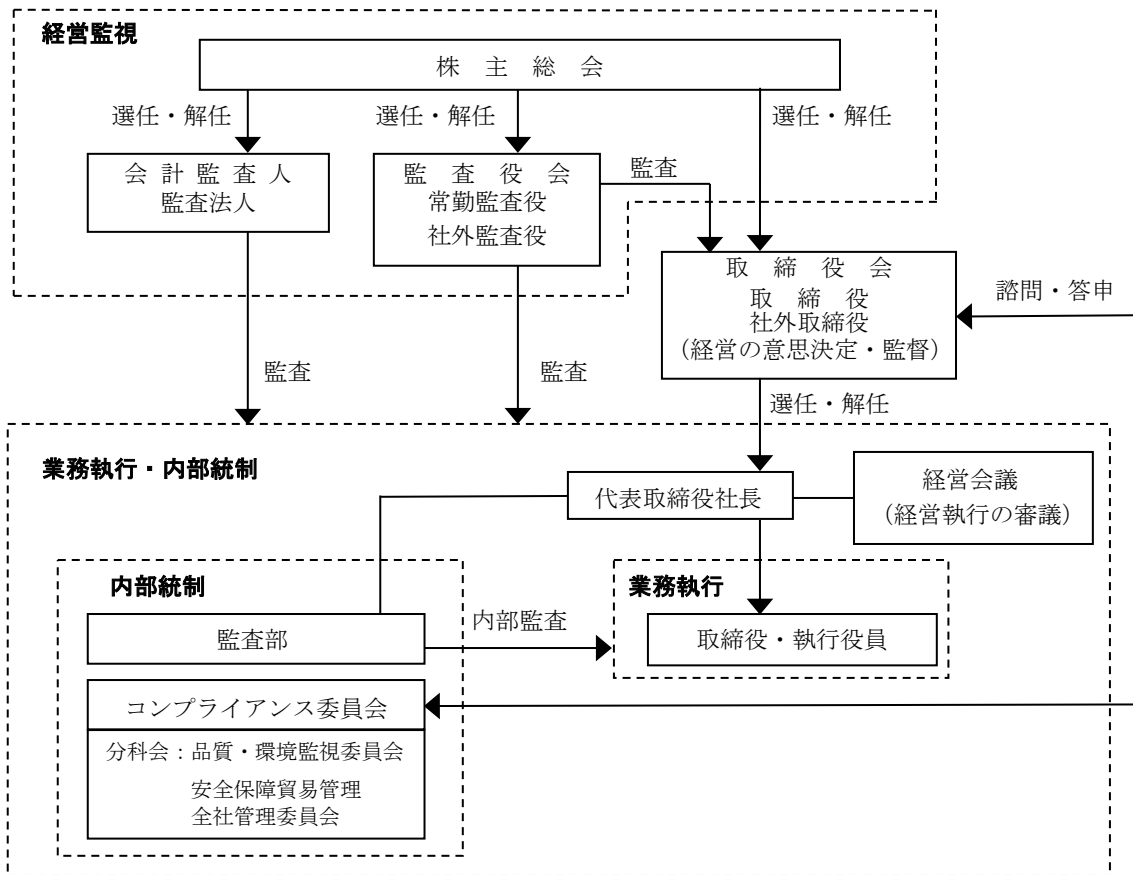 経営監視
株 主 総 会
選任・解任
選任・解任
選任・解任
会 計 監 査 人
監査法人
監 査 役 会
常勤監査役
社外監査役
監査
取 締 役 会
取 締 役
社外取締役
（経営の意思決定・監督）
諮問・答申
監査
監査
選任・解任
業務執行・内部統制
代表取締役社長
経営会議
（経営執行の審議）
内部統制
業務執行
監査部
内部監査
取締役・執行役員
コンプライアンス委員会
分科会：品質・環境監視委員会
安全保障貿易管理
全社管理委員会